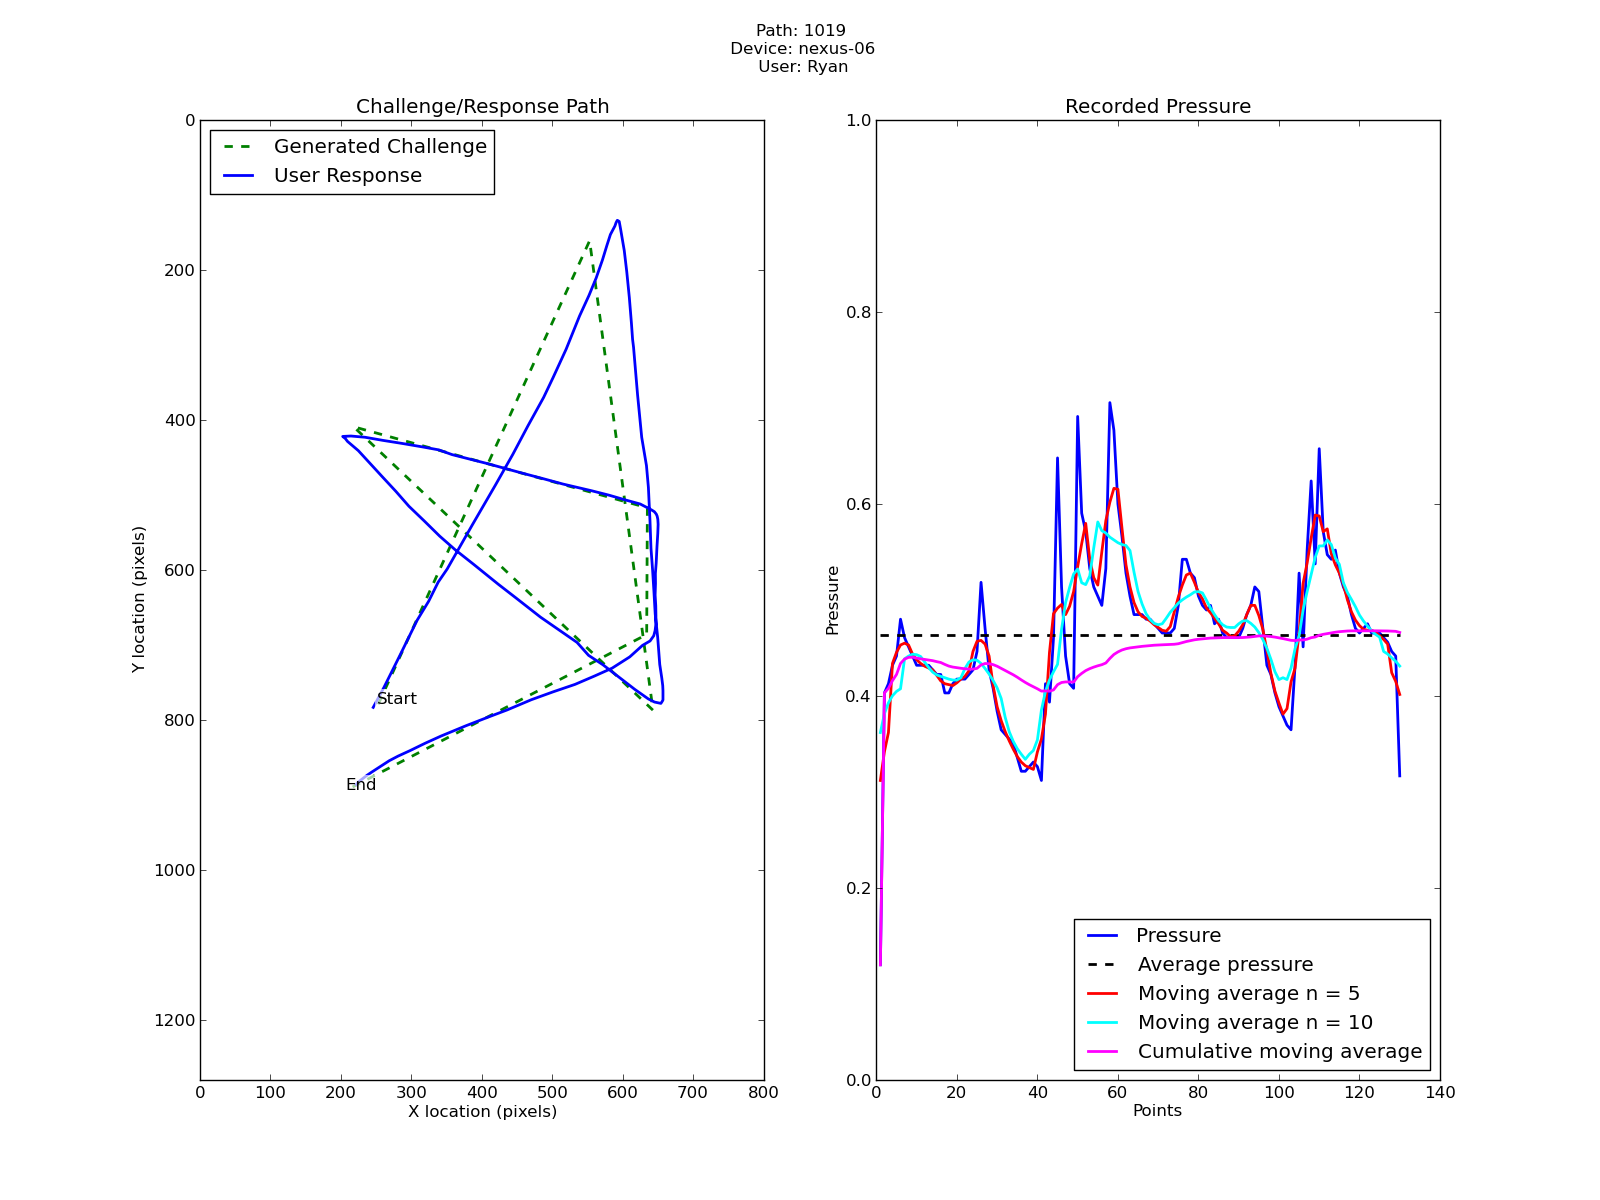 Path: 1019
Device: nexus-06
User: Ryan
Challenge/Response Path
Generated Challenge
User Response
0
200
400
600
800
1000
1200
Y location (pixels)
Start
End
0 100 200 300 400 500 600 700 800
X location (pixels)
Recorded Pressure
1.0
0.8
0.6
0.4
0.2
0.0
Pressure
Pressure
Average pressure
Moving average n = 5
Moving average n = 10
Cumulative moving average
0 20 40 60 80 100 120 140
Points